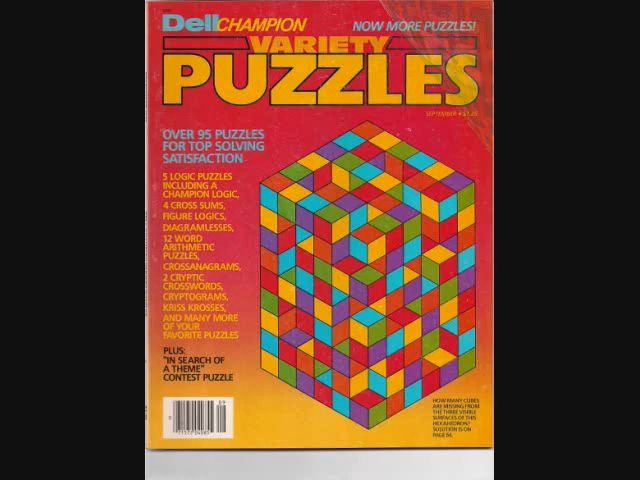 Dell CHAMPION
NOW MORE PUZZLES!
VARIETY
PUZZLES
SEPTEMBER
OVER 95 PUZZLES
FOR TOP SOLVING
SATISFACTION
5 LOGIC PUZZLES
INCLUDING A
CHAMPION LOGIC,
4 CROSS SUMS,
FIGURE LOGICS,
DIAGRAMLESSES,
12 WORD
ARITHMETIC
PUZZLES,
CROSSANAGRAMS,
2 CRYPTIC
CROSSWORDS,
CRYPTOGRAMS,
KRISS KROSSES,
AND MANY MORE
OF YOUR
FAVORITE PUZZLES
PLUS:
"IN SEARCH OF
A THEME"
CONTEST PUZZLE
09
HOW MANY CUBES
ARE MISSING FROM
THE THREE VISIBLE
SURFACES OF THIS
HEXAHEDRON?
SOLUTION IS ON
PAGE